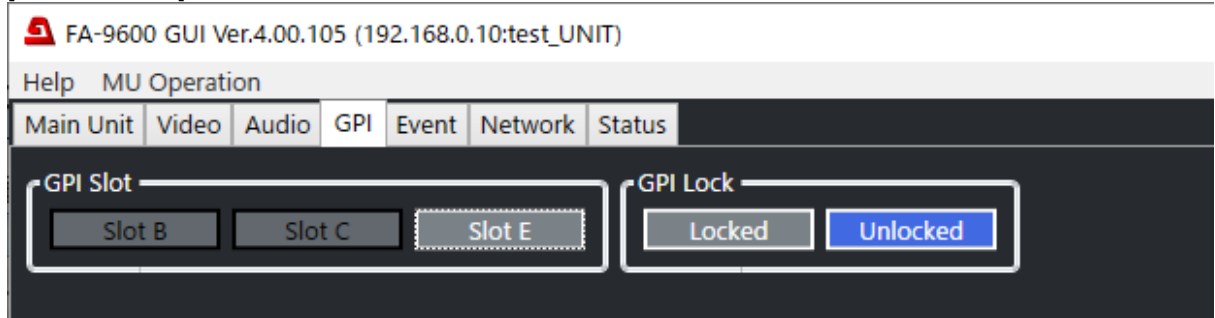 FA-9600 GUI Ver.4.00.105 (192.168.0.10:test_UNIT)
Help MU Operation
Main Unit Video Audio GPI Event Network Status
GPI Slot GPI Lock
Slot B Slot C Slot E Locked Unlocked